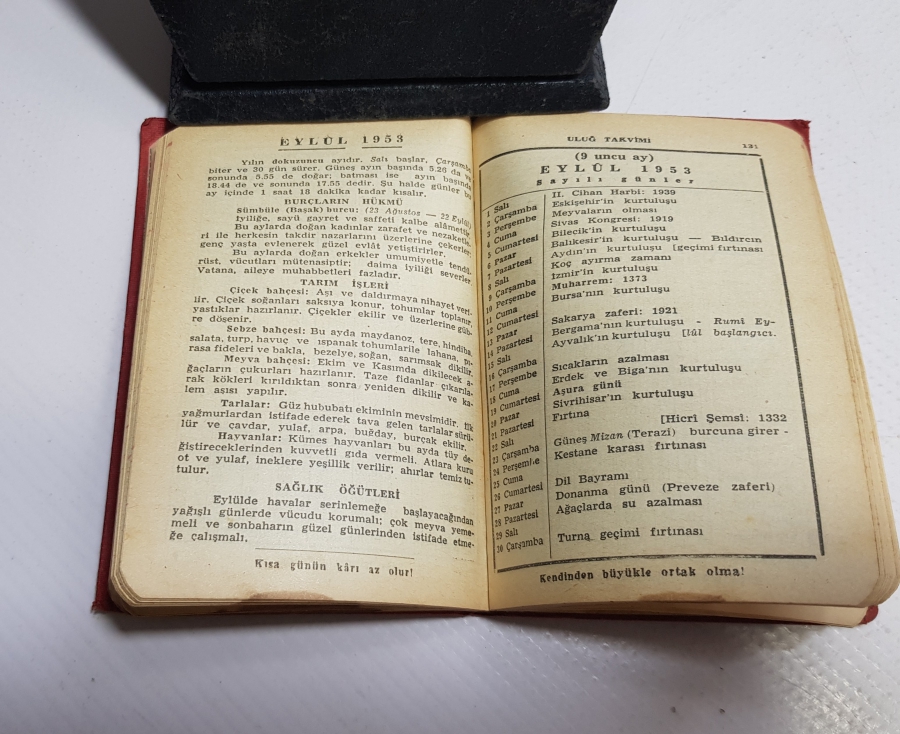 EYLÜL 1953
Yılın dokuzuncu ayıdır. Salı başlar, Çarşamba
biter ve 30 gün sürer. Güneş ayın başında 5.26 da ve
sonunda 5.55 de doğar; batması ise ayın başında
18.44 de ve sonunda 17.55 dedir. Şu halde günler bu
ay içinde 1 saat 18 dakika kadar kısalır.
BURÇLARIN HÜKMÜ
Sümbüle (Başak) burcu: (23 Ağustos — 22 Eylül)
İyiliğe, sayü gayret ve saffeti kalbe alâmettir.
Bu aylarda doğan kadınlar zarafet ve nezaketle-
ri ile herkesin takdir nazarlarını üzerlerine çekerler;
genç yaşta evlenerek güzel evlât yetiştirirler.
Bu aylarda doğan erkekler umumiyetle tendü-
rüst, vücutları mütenasiptir; daima iyiliği severler.
Vatana, aileye muhabbetleri fazladır.
TARIM İŞLERİ
Çiçek bahçesi: Aşı ve daldırmaya nihayet veri-
lir. Çiçek soğanları saksıya konur, tohumlar toplanır,
yastıklar hazırlanır. Çiçekler ekilir ve üzerlerine güb-
re döşenir.
Sebze bahçesi: Bu ayda maydanoz, tere, hindiba,
salata, turp, havuç ve ıspanak tohumlarile lahana, pı-
rasa fideleri ve bakla, bezelye, soğan, sarımsak dikilir.
Meyva bahçesi: Ekim ve Kasımda dikilecek a-
ğaçların çukurları hazırlanır. Taze fidanlar çıkarıla-
rak kökleri kırıldıktan sonra yeniden dikilir ve ka-
lem aşısı yapılır.
Tarlalar: Güz hububatı ekiminin mevsimidir. İlk
yağmurlardan istifade ederek tava gelen tarlalar sürü-
lür ve çavdar, yulaf, arpa, buğday, burçak ekilir.
Hayvanlar: Kümes hayvanları bu ayda tüy de-
ğiştireceklerinden kuvvetli gıda vermeli. Atlara kuru
ot ve yulaf, ineklere yeşillik verilir; ahırlar temiz tu-
tulur.
SAĞLIK ÖĞÜTLERİ
Eylülde havalar serinlemeğe başlayacağından
yağışlı günlerde vücudu korumalı; çok meyva yeme-
meli ve sonbaharın güzel günlerinden istifade etme-
ğe çalışmalı.
Kısa günün kârı az olur!
ULUĞ TAKVİMİ
(9 uncu ay)
EYLÜL 1953
Sayılı günler
1 Salı II. Cihan Harbi: 1939
2 Çarşamba Eskişehir'in kurtuluşu
3 Perşembe Meyvaların olması
4 Cuma Sivas Kongresi: 1919
5 Cumartesi Bilecik'in kurtuluşu
6 Pazar Balıkesir'in kurtuluşu — Bıldırcın
7 Pazartesi Aydın'ın kurtuluşu [geçimi fırtınası
8 Salı Koç ayırma zamanı
9 Çarşamba İzmir'in kurtuluşu
10 Perşembe Muharrem: 1373
11 Cuma Bursa'nın kurtuluşu
12 Cumartesi
13 Pazar Sakarya zaferi: 1921
14 Pazartesi Bergama'nın kurtuluşu - Rumi Ey-
15 Salı Ayvalık'ın kurtuluşu [lül başlangıcı.
16 Çarşamba
17 Perşembe Sıcakların azalması
18 Cuma Erdek ve Biga'nın kurtuluşu
19 Cumartesi Aşura günü
20 Pazar Sivrihisar'ın kurtuluşu
21 Pazartesi Fırtına [Hicrî Şemsî: 1332
22 Salı
23 Çarşamba Güneş Mizan (Terazi) burcuna girer -
24 Perşembe Kestane karası fırtınası
25 Cuma
26 Cumartesi Dil Bayramı
27 Pazar Donanma günü (Preveze zaferi)
28 Pazartesi Ağaçlarda su azalması
29 Salı
30 Çarşamba Turna geçimi fırtınası
Kendinden büyükle ortak olma!